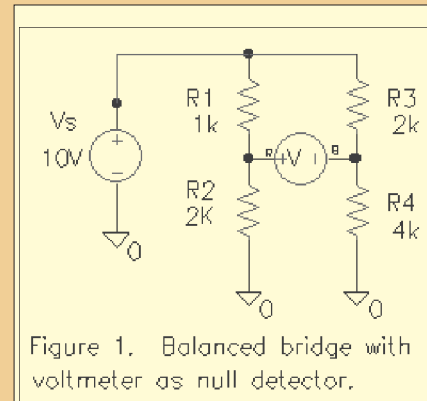 R1
1k
R3
2k
Vs
10V
+
−
+V −
R2
2K
R4
4k
0
0
0
Figure 1. Balanced bridge with
voltmeter as null detector.